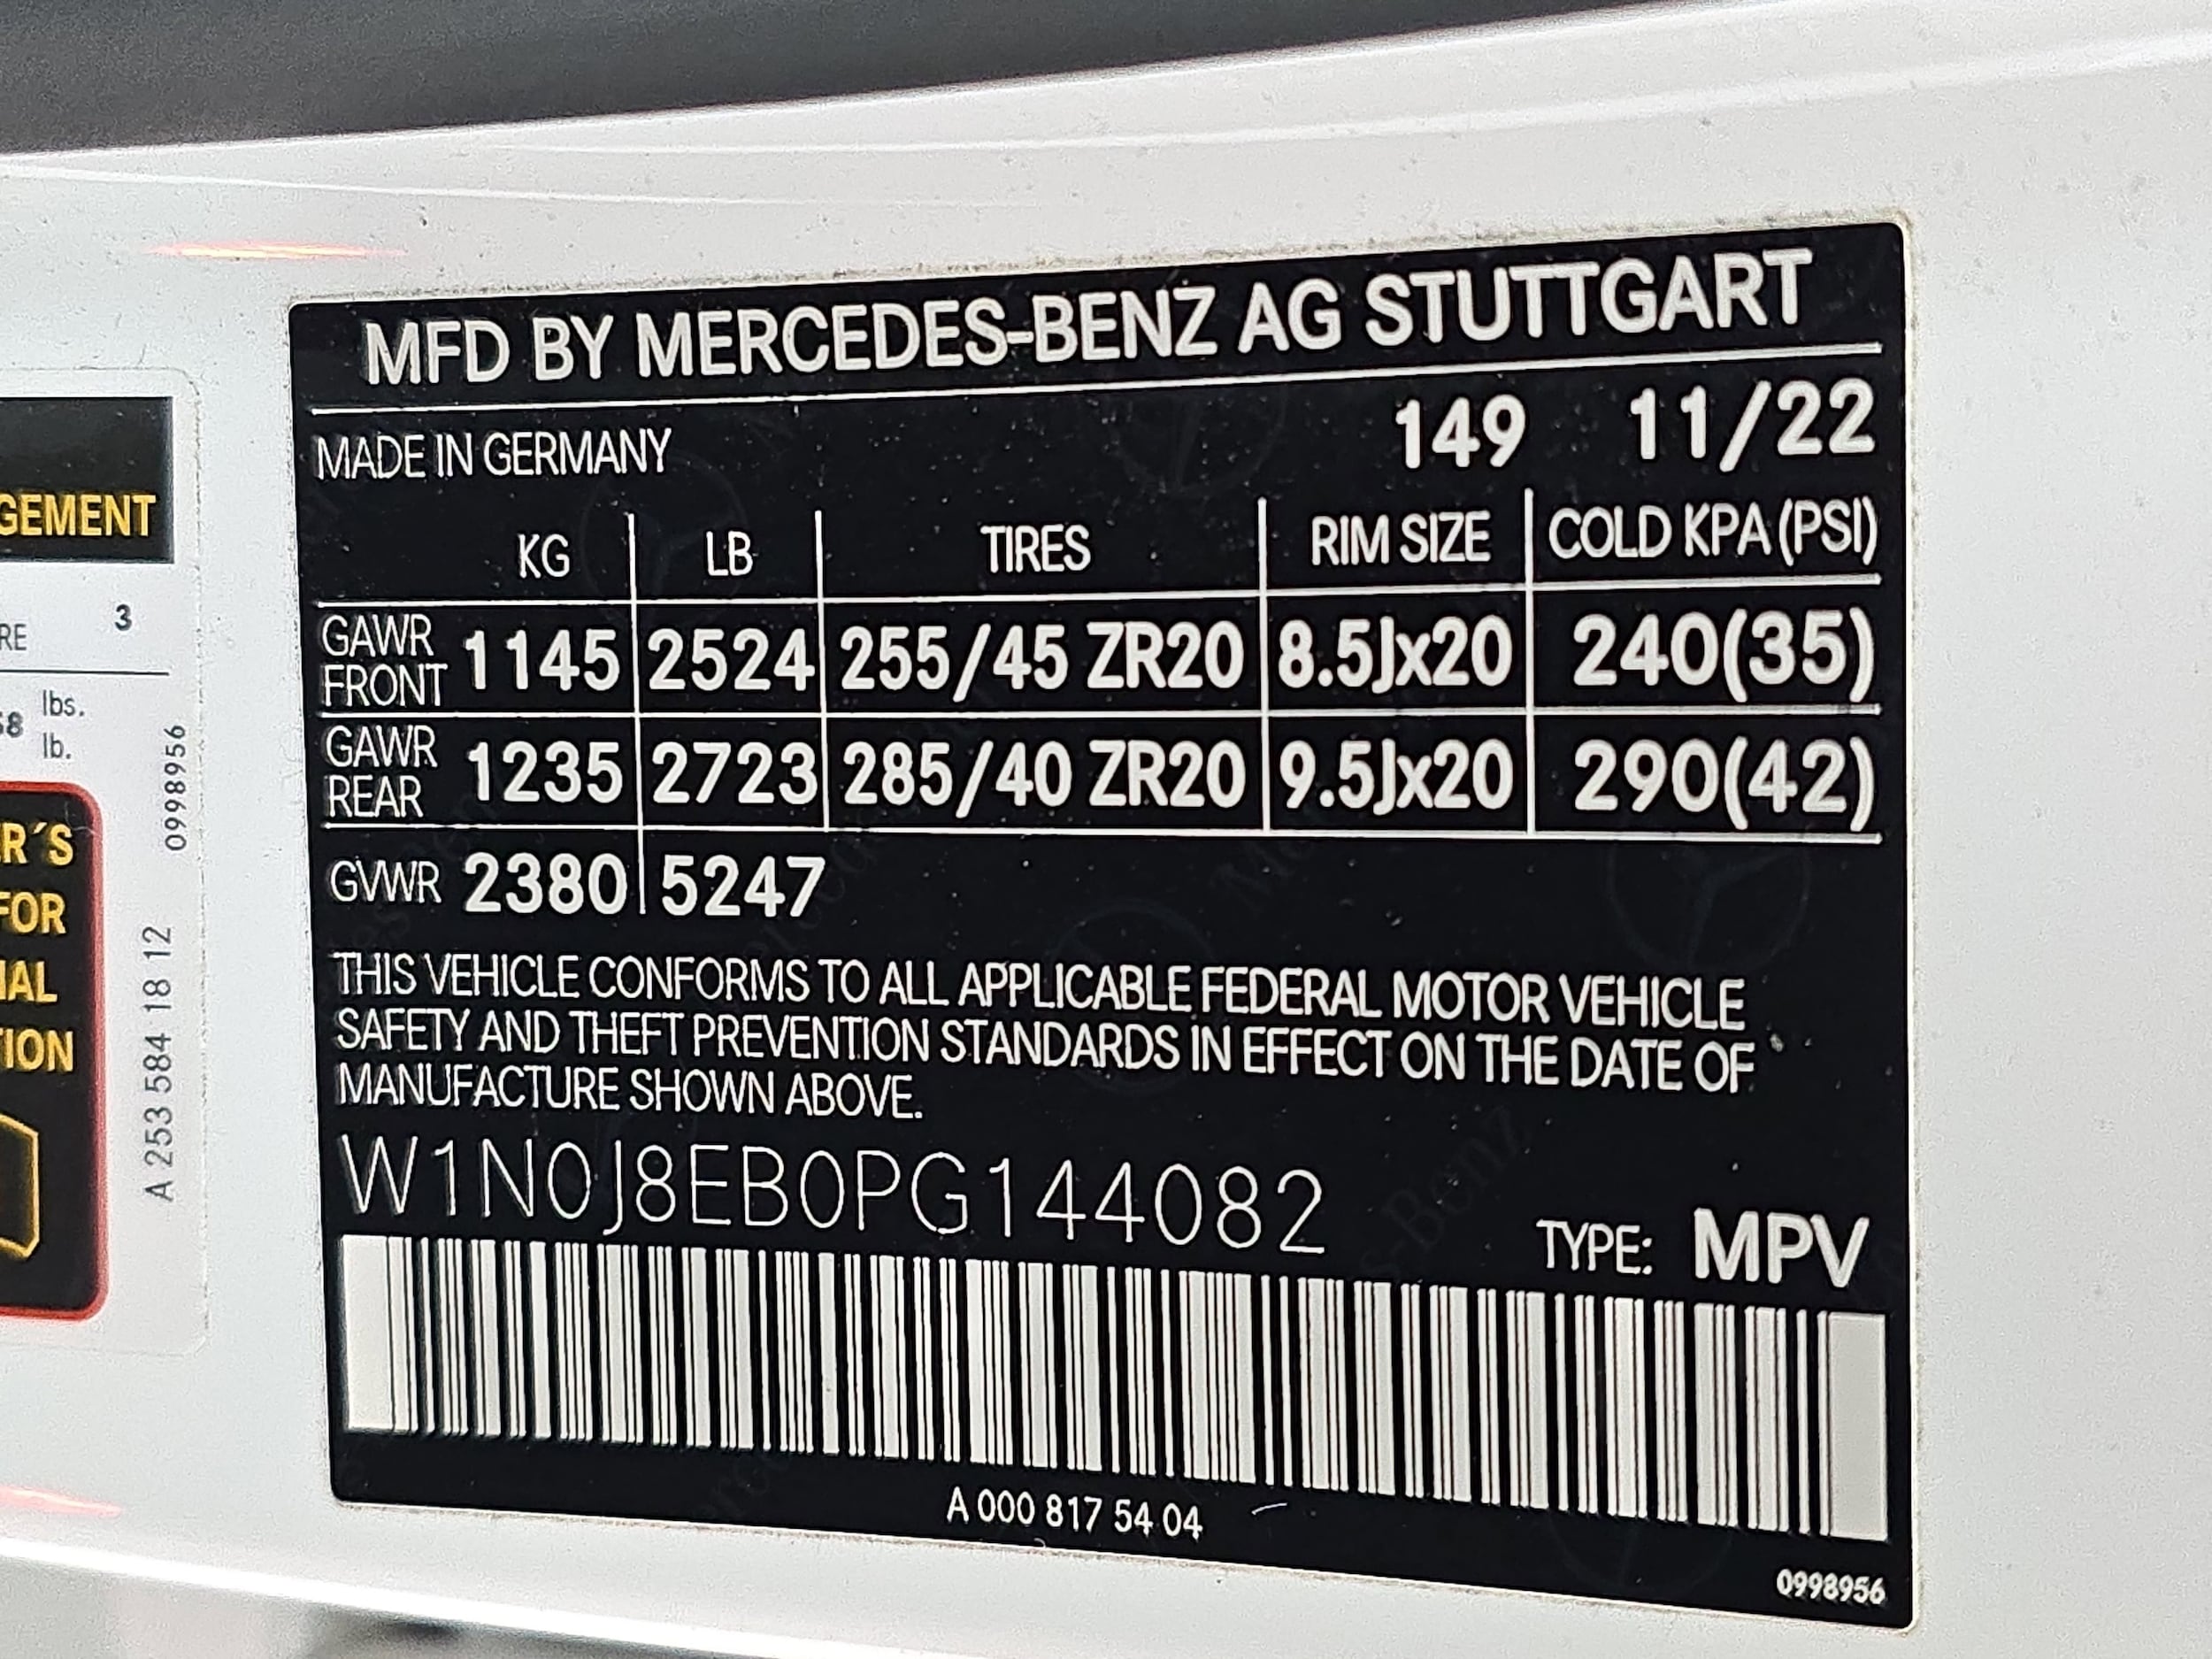 MFD BY MERCEDES-BENZ AG STUTTGART
MADE IN GERMANY 149 11/22
KG LB TIRES RIM SIZE COLD KPA (PSI)
GAWR FRONT 1145 2524 255/45 ZR20 8.5Jx20 240(35)
GAWR REAR 1235 2723 285/40 ZR20 9.5Jx20 290(42)
GVWR 2380 5247
THIS VEHICLE CONFORMS TO ALL APPLICABLE FEDERAL MOTOR VEHICLE
SAFETY AND THEFT PREVENTION STANDARDS IN EFFECT ON THE DATE OF
MANUFACTURE SHOWN ABOVE.
W1N0J8EB0PG144082
TYPE: MPV
A 000 817 54 04
0998956
GEMENT
RE 3
lbs.
lb.
R´S
FOR
IAL
ION
0998956
A 253 584 18 12